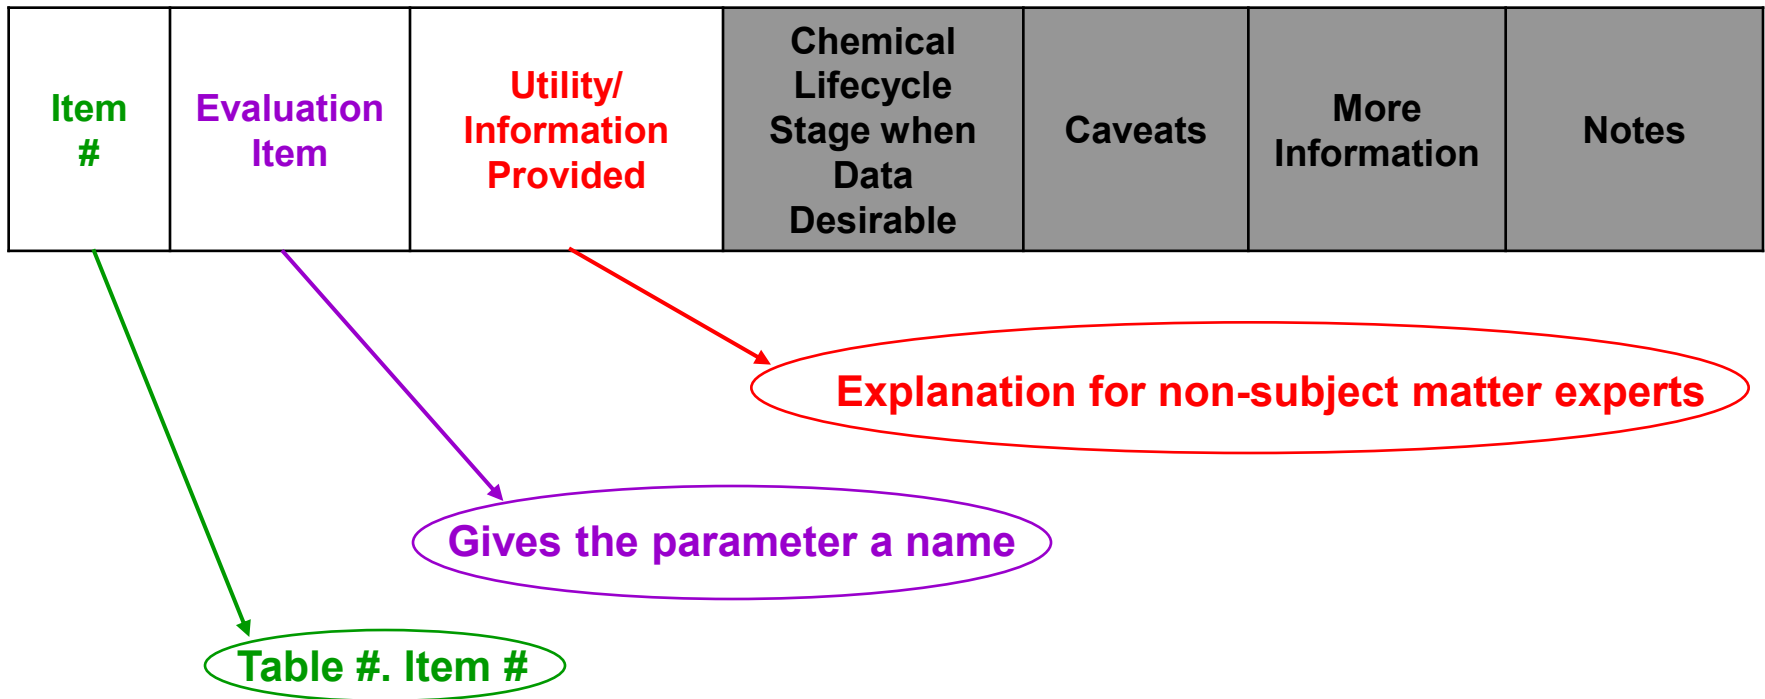 Item
#
Evaluation
Item
Utility/
Information
Provided
Chemical
Lifecycle
Stage when
Data
Desirable
Caveats
More
Information
Notes
Explanation for non-subject matter experts
Gives the parameter a name
Table #. Item #